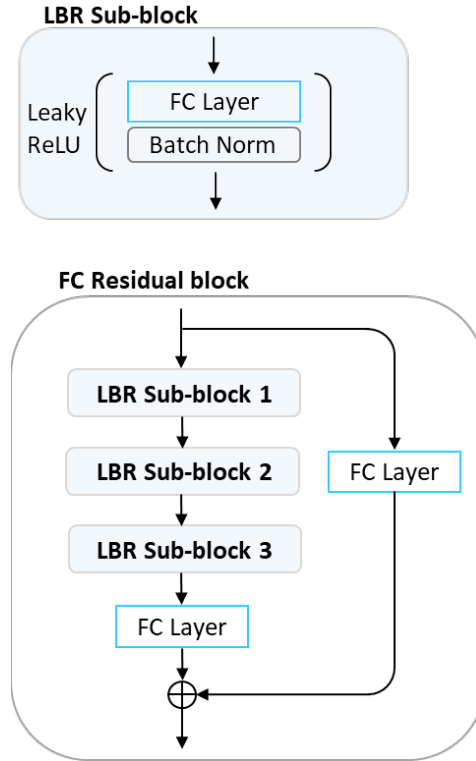 LBR Sub-block
Leaky
ReLU
FC Layer
Batch Norm
FC Residual block
LBR Sub-block 1
LBR Sub-block 2
FC Layer
LBR Sub-block 3
FC Layer